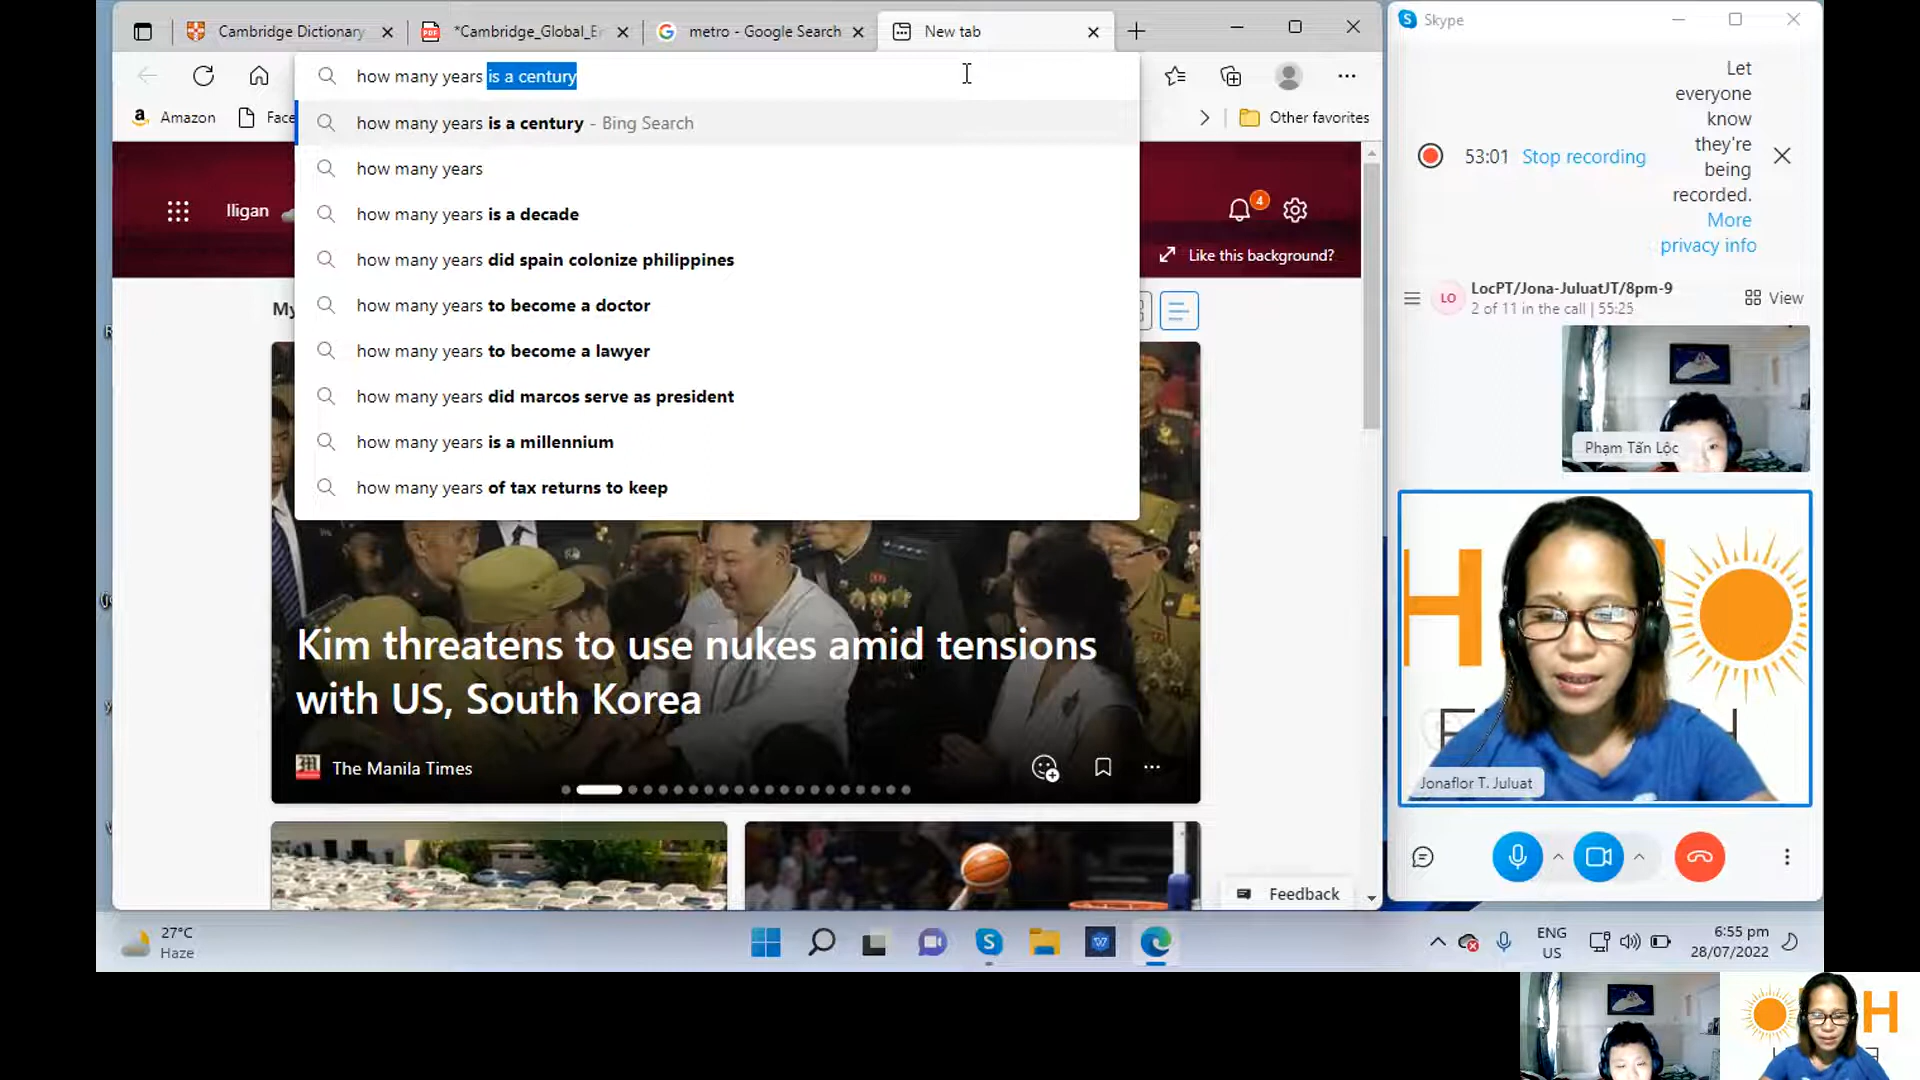 Cambridge Dictionary
*Cambridge_Global_E
metro - Google Search
New tab
how many years is a century
Amazon
Face
Other favorites
how many years is a century - Bing Search
how many years
how many years is a decade
how many years did spain colonize philippines
how many years to become a doctor
how many years to become a lawyer
how many years did marcos serve as president
how many years is a millennium
how many years of tax returns to keep
Iligan
4
Like this background?
My
Kim threatens to use nukes amid tensions
with US, South Korea
The Manila Times
Feedback
Skype
53:01 Stop recording
Let
everyone
know
they're
being
recorded.
More
privacy info
LO
LocPT/Jona-JuluatJT/8pm-9
2 of 11 in the call | 55:25
View
Phạm Tấn Lộc
H
Jonaflor T. Juluat
27°C
Haze
ENG
US
6:55 pm
28/07/2022
H